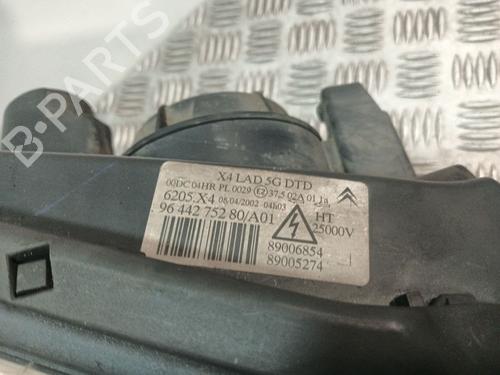 B-PARTS
X4 LAD 5G DTD
00DC 04HR PL 0029 E2 37.5 02A 01 1a
6205.X4 08/04/2002 -04h03
96 442 752 80/A01
HT
25000V
89006854
89005274